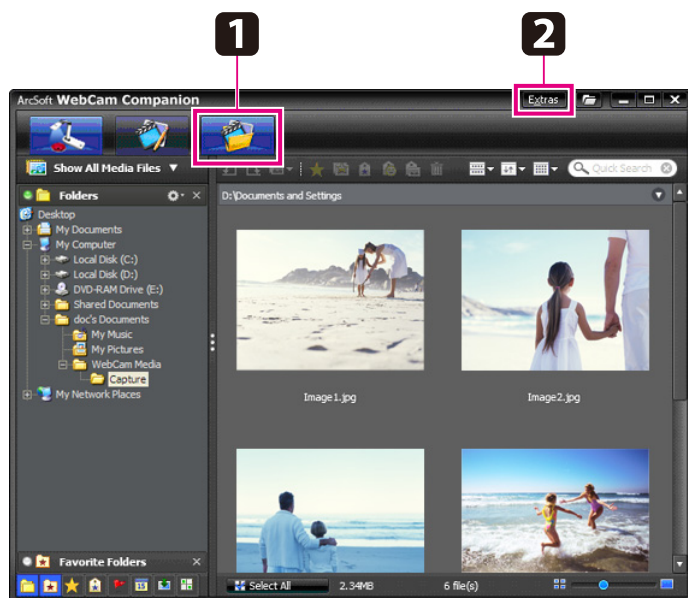 1 2
ArcSoft WebCam Companion Extras
Show All Media Files
Quick Search
Folders
D:\Documents and Settings
Desktop
My Documents
My Computer
Local Disk (C:)
Local Disk (D:)
DVD-RAM Drive (E:)
Shared Documents
doc's Documents
My Music
My Pictures
WebCam Media
Capture
My Network Places
Image1.jpg Image2.jpg
Favorite Folders
15
Select All 2.34MB 6 file(s)